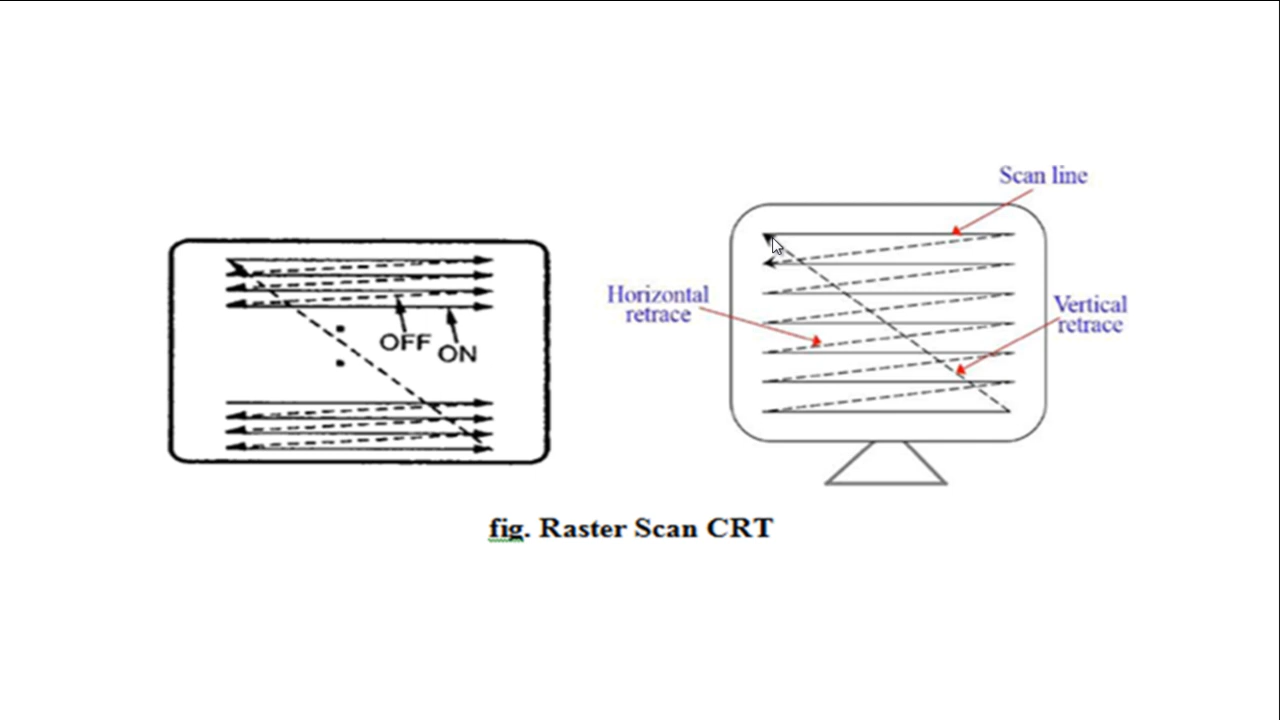 Scan line
Horizontal
retrace
Vertical
retrace
OFF
ON
fig. Raster Scan CRT